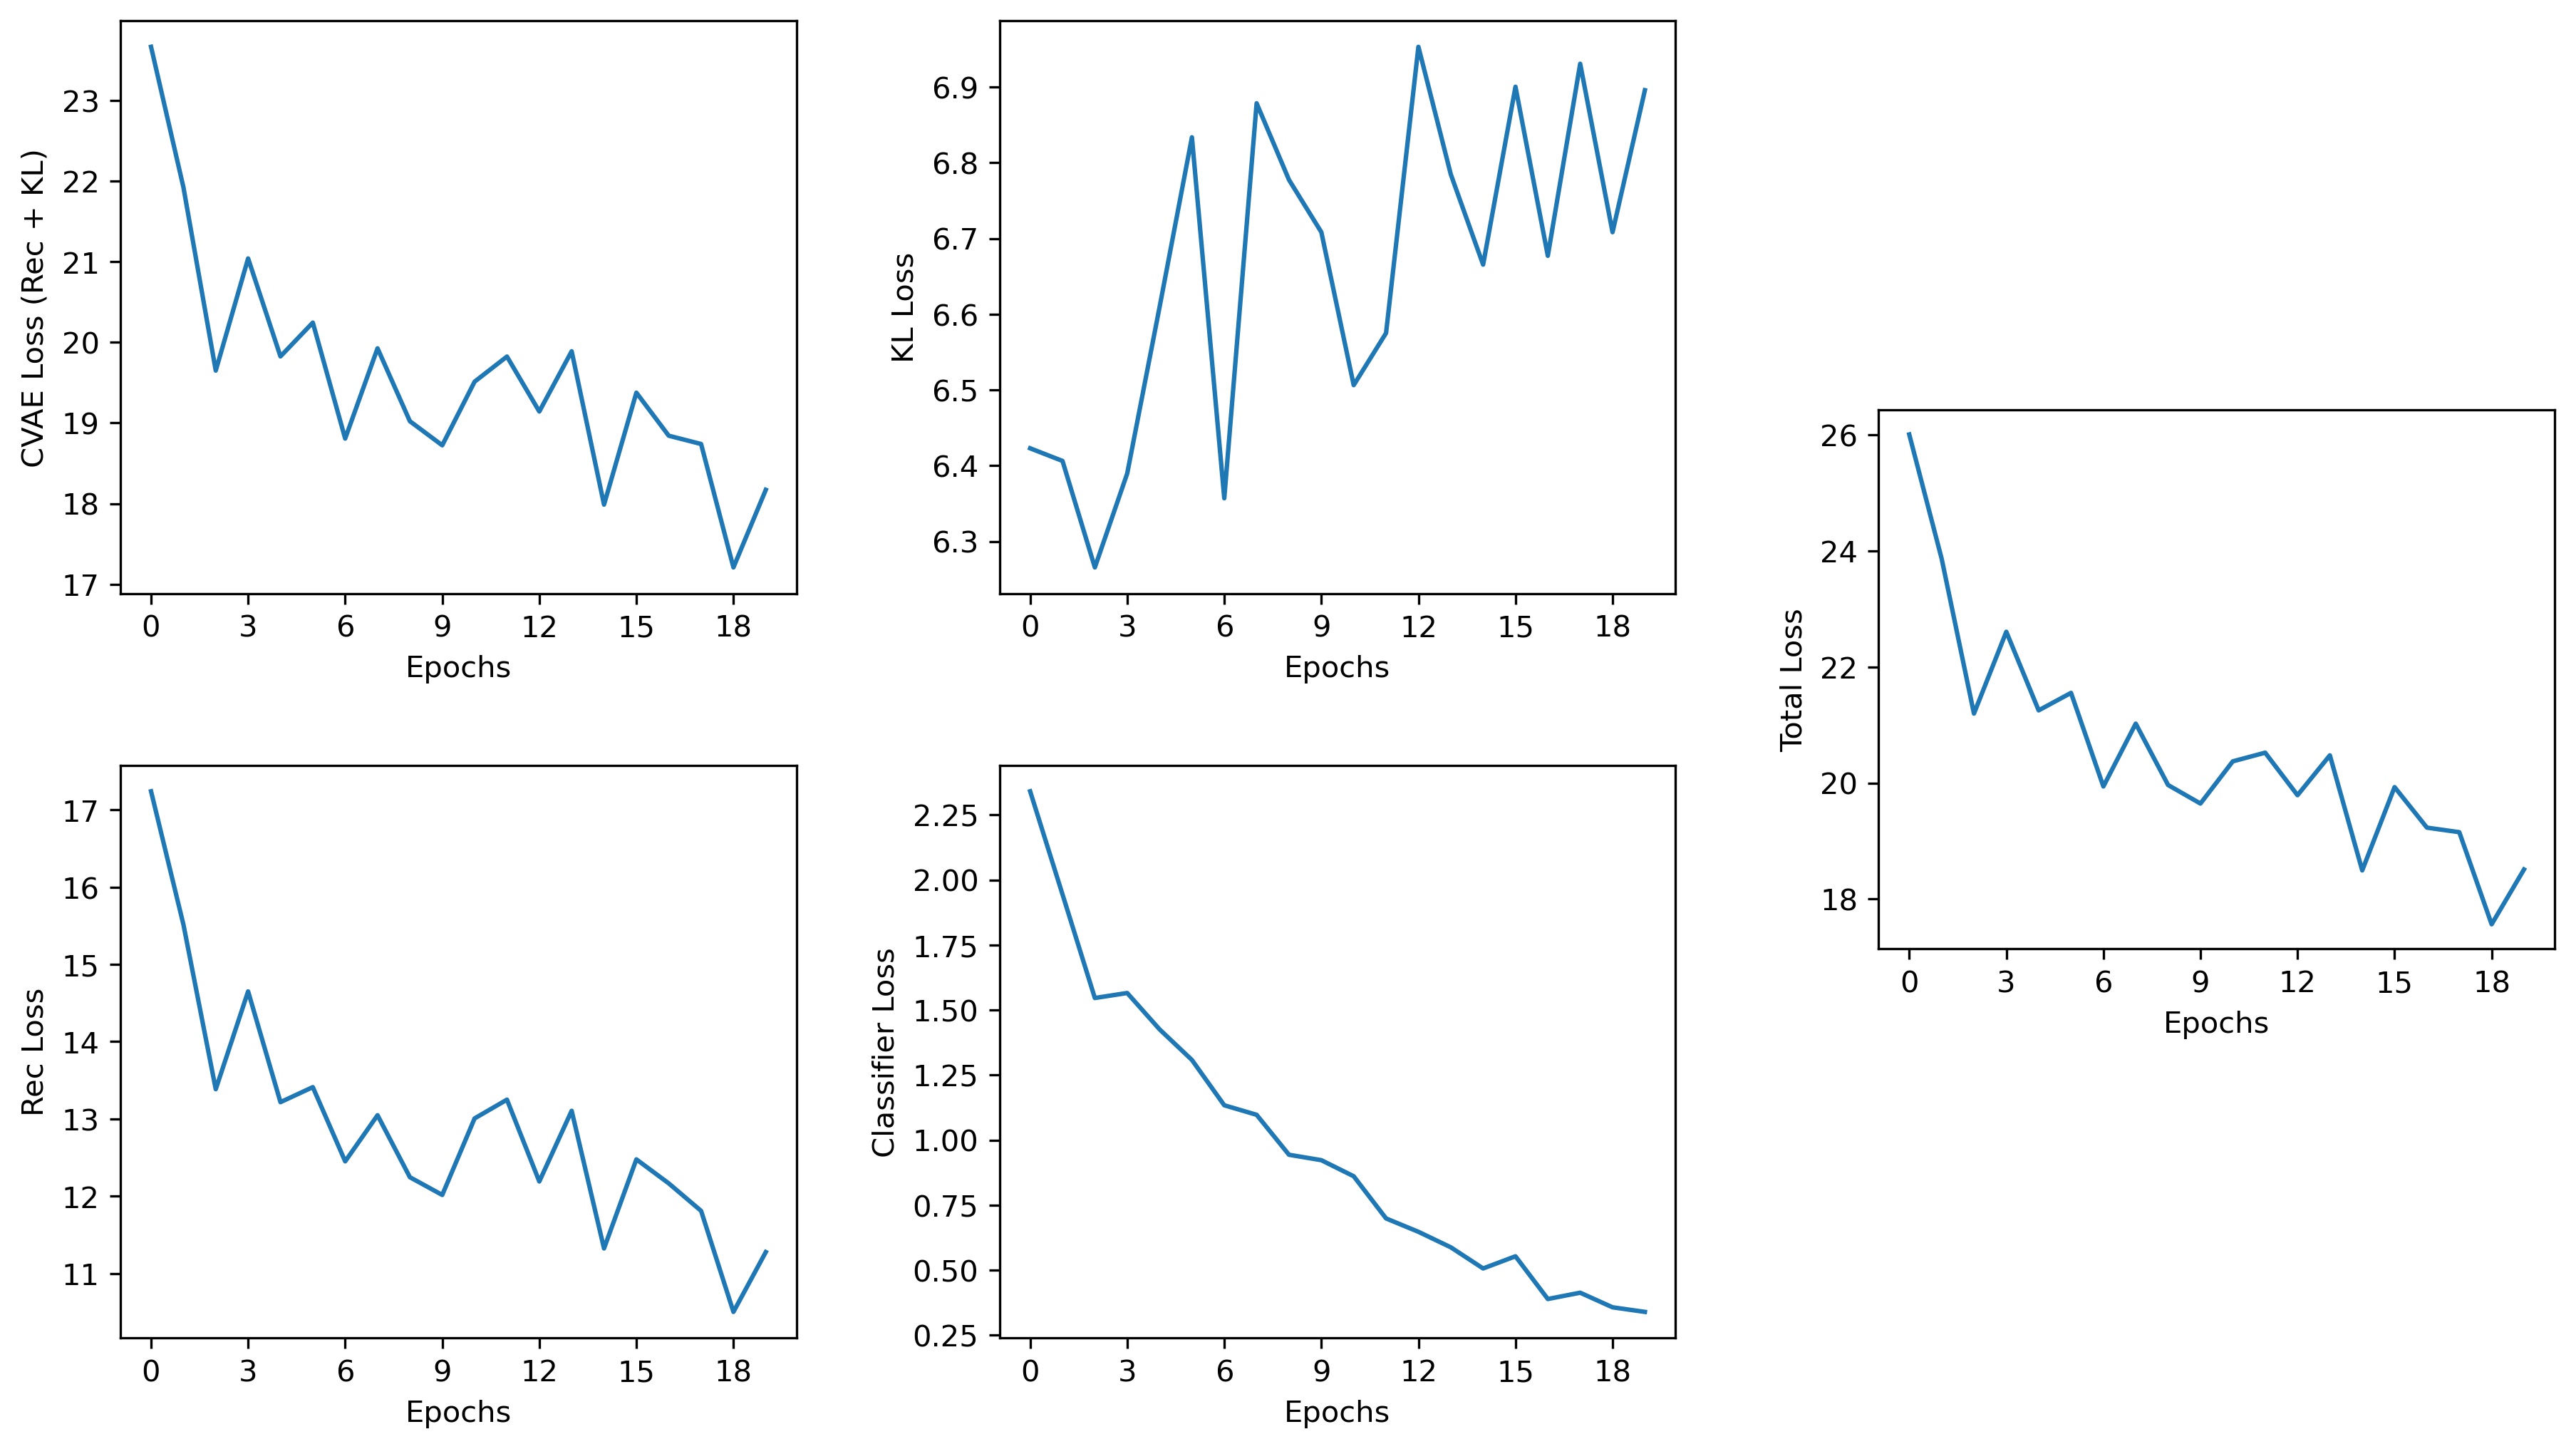 CVAE Loss (Rec + KL)
23
22
21
20
19
18
17
0 3 6 9 12 15 18
Epochs
KL Loss
6.9
6.8
6.7
6.6
6.5
6.4
6.3
0 3 6 9 12 15 18
Epochs
Rec Loss
17
16
15
14
13
12
11
0 3 6 9 12 15 18
Epochs
Classifier Loss
2.25
2.00
1.75
1.50
1.25
1.00
0.75
0.50
0.25
0 3 6 9 12 15 18
Epochs
Total Loss
26
24
22
20
18
0 3 6 9 12 15 18
Epochs